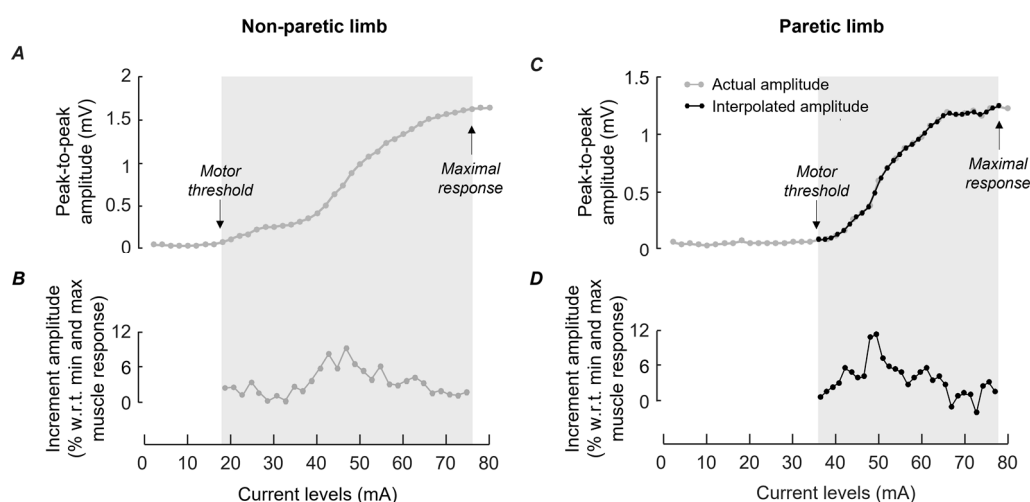 Non-paretic limb
A
Peak-to-peak
amplitude (mV)
2
1.5
1
0.5
0
Motor
threshold
Maximal
response
B
Increment amplitude
(% w.r.t. min and max
muscle response)
12
6
0
0 10 20 30 40 50 60 70 80
Current levels (mA)
Paretic limb
C
Peak-to-peak
amplitude (mV)
1.5
1
0.5
0
Actual amplitude
Interpolated amplitude
Motor
threshold
Maximal
response
D
Increment amplitude
(% w.r.t. min and max
muscle response)
12
6
0
0 10 20 30 40 50 60 70 80
Current levels (mA)